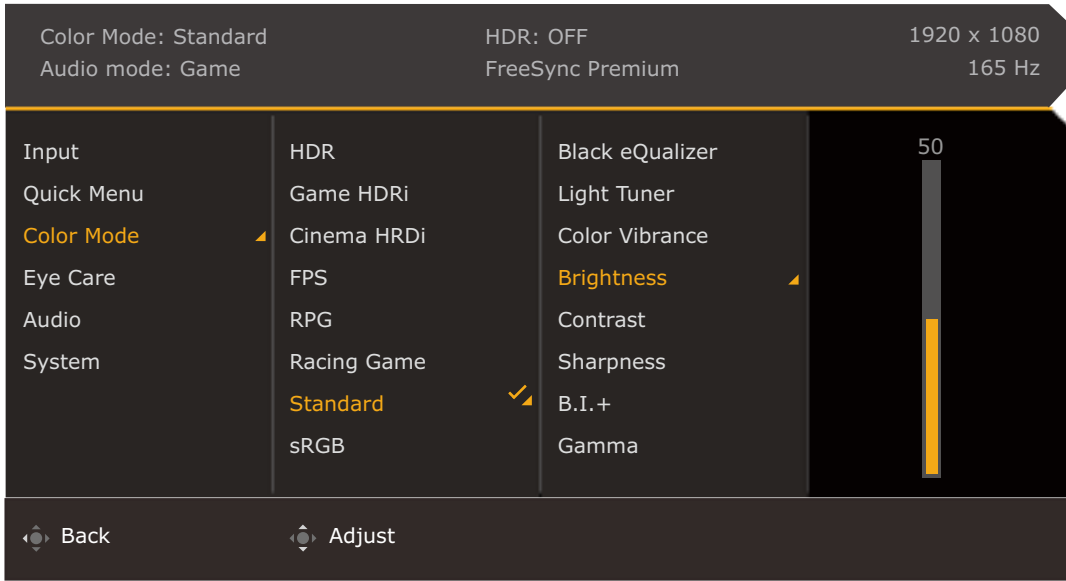 Color Mode: Standard
HDR: OFF
1920 x 1080
Audio mode: Game
FreeSync Premium
165 Hz
Input
Quick Menu
Color Mode
Eye Care
Audio
System
HDR
Game HDRi
Cinema HRDi
FPS
RPG
Racing Game
Standard
sRGB
Black eQualizer
Light Tuner
Color Vibrance
Brightness
Contrast
Sharpness
B.I.+
Gamma
50
Back
Adjust